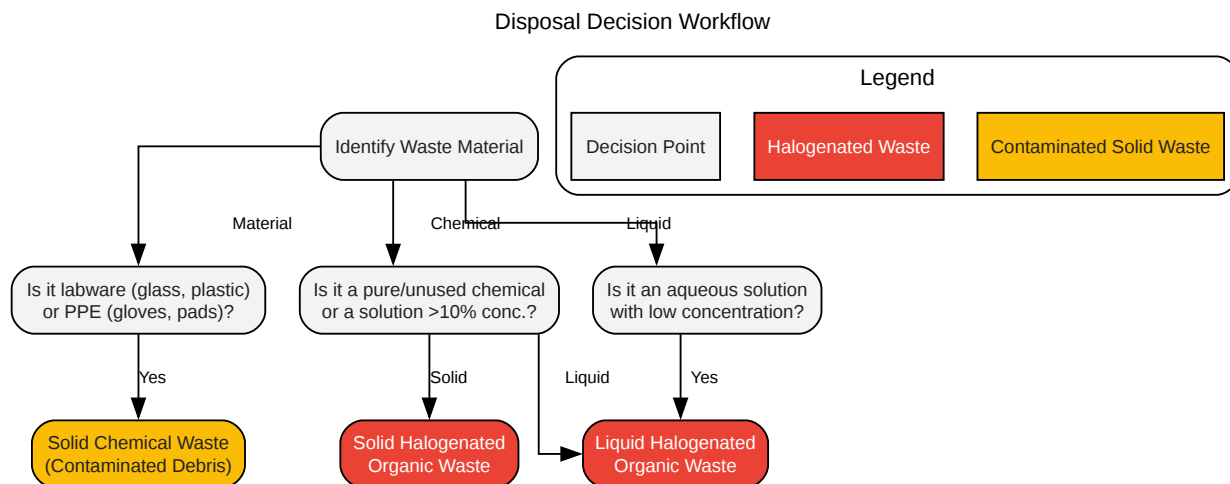 Disposal Decision Workflow
Legend
Identify Waste Material
Decision Point
Halogenated Waste
Contaminated Solid Waste
Material
Chemical
Liquid
Is it labware (glass, plastic)
or PPE (gloves, pads)?
Is it a pure/unused chemical
or a solution >10% conc.?
Is it an aqueous solution
with low concentration?
Yes
Solid
Liquid
Yes
Solid Chemical Waste
(Contaminated Debris)
Solid Halogenated
Organic Waste
Liquid Halogenated
Organic Waste